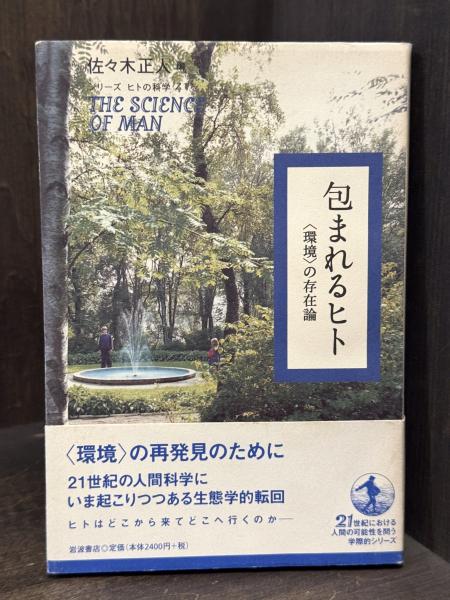 佐々木正人 編
シリーズ ヒトの科学 6
THE SCIENCE
OF MAN
包まれるヒト
〈環境〉の存在論
〈環境〉の再発見のために
21世紀の人間科学に
いま起こりつつある生態学的転回
ヒトはどこから来てどこへ行くのか──
岩波書店◎定価(本体2400円+税)
21世紀における
人間の可能性を問う
学際的シリーズ